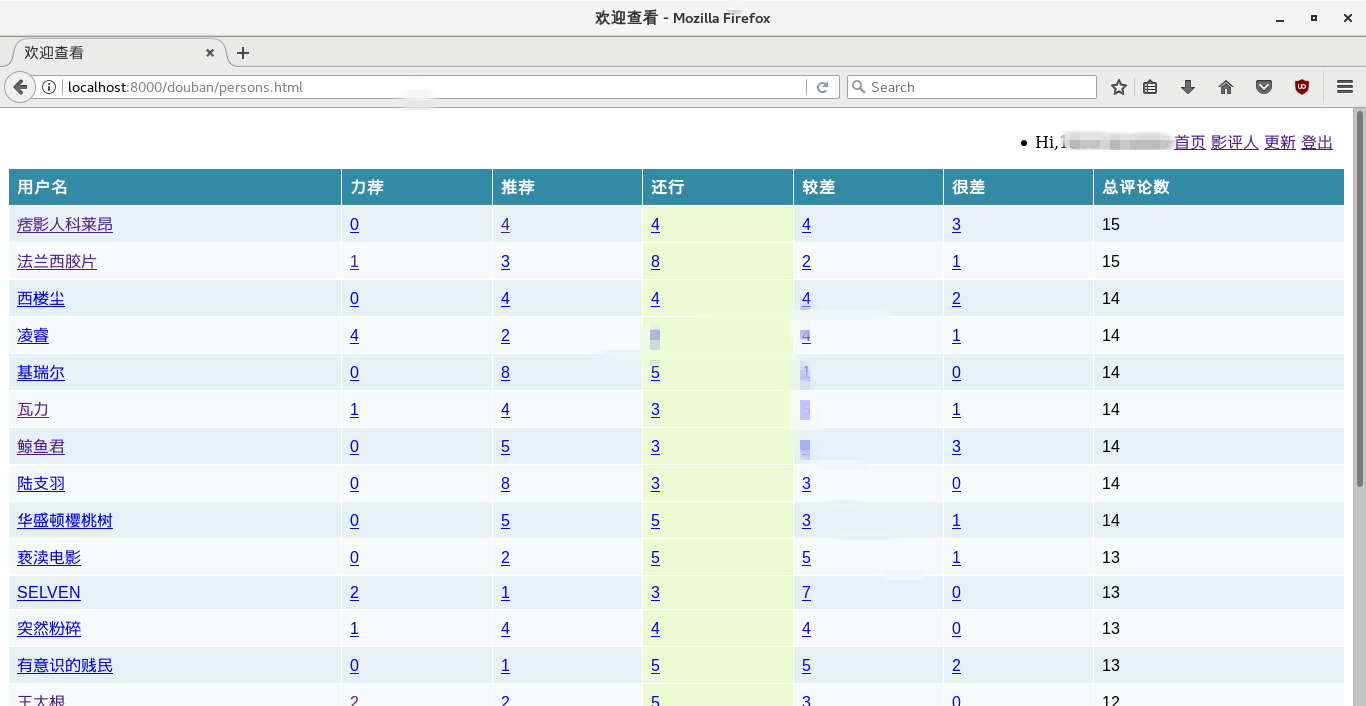 欢迎查看 - Mozilla Firefox
欢迎查看
localhost:8000/douban/persons.html
Search
Hi, 首页 影评人 更新 登出
用户名 力荐 推荐 还行 较差 很差 总评论数
痞影人科莱昂 0 4 4 4 3 15
法兰西胶片 1 3 8 2 1 15
西楼尘 0 4 4 4 2 14
凌睿 4 2 4 1 14
基瑞尔 0 8 5 1 0 14
瓦力 1 4 3 5 1 14
鲸鱼君 0 5 3 3 14
陆支羽 0 8 3 3 0 14
华盛顿樱桃树 0 5 5 3 1 14
亵渎电影 0 2 5 5 1 13
SELVEN 2 1 3 7 0 13
突然粉碎 1 4 4 4 0 13
有意识的贱民 0 1 5 5 2 13
王大根 2 2 5 3 0 12